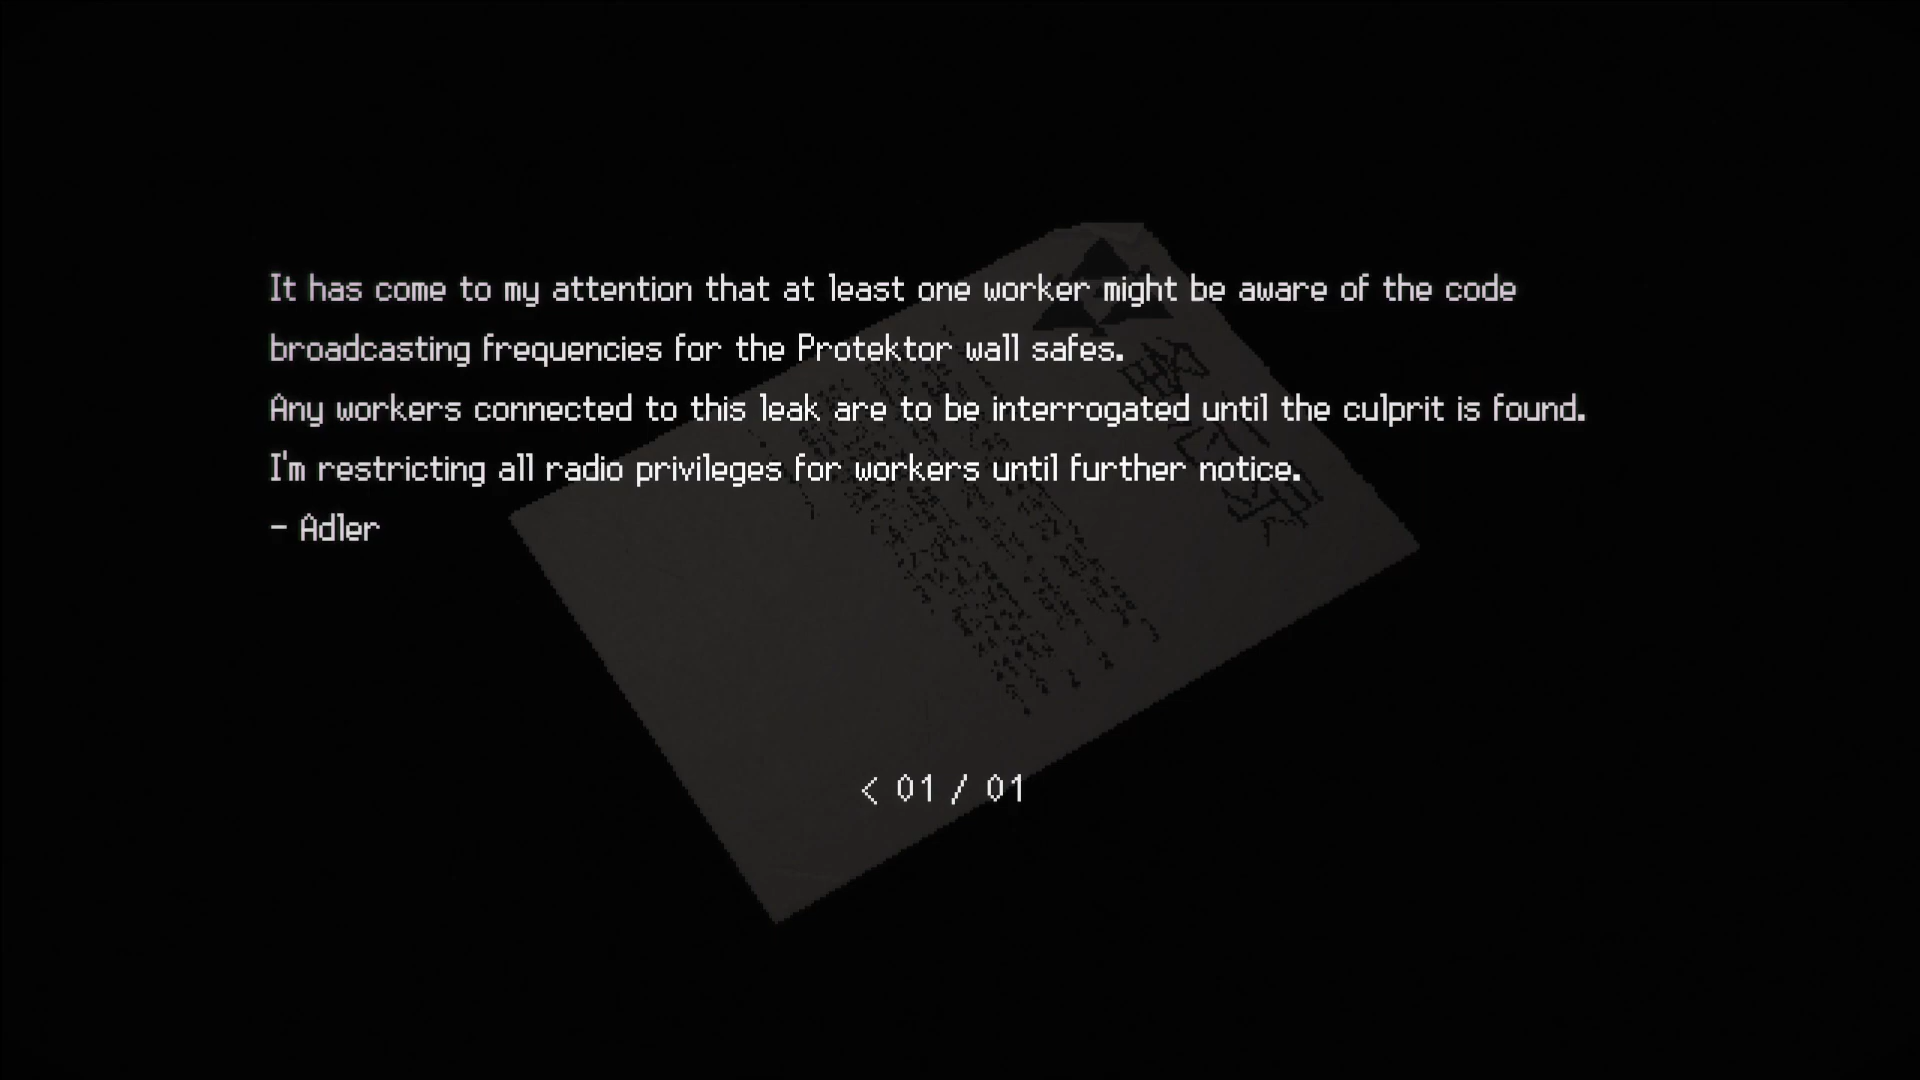 It has come to my attention that at least one worker might be aware of the code
broadcasting frequencies for the Protektor wall safes.
Any workers connected to this leak are to be interrogated until the culprit is found.
I'm restricting all radio privileges for workers until further notice.
- Adler
< 01 / 01